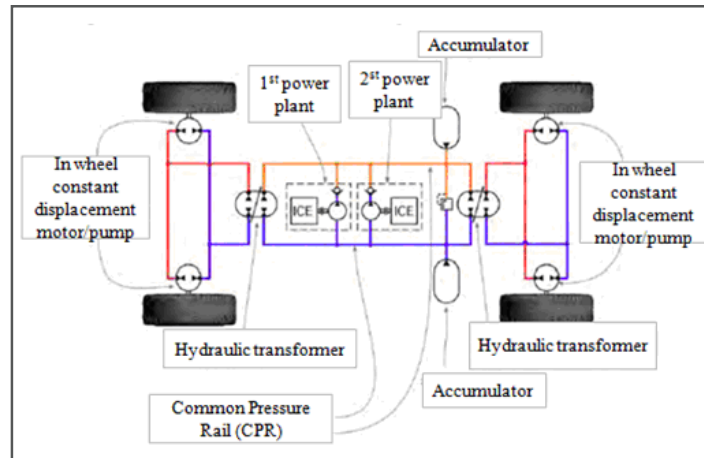 Accumulator
1st power
plant
2st power
plant
In wheel
constant
displacement
motor/pump
ICE
ICE
In wheel
constant
displacement
motor/pump
Hydraulic transformer
Hydraulic transformer
Accumulator
Common Pressure
Rail (CPR)